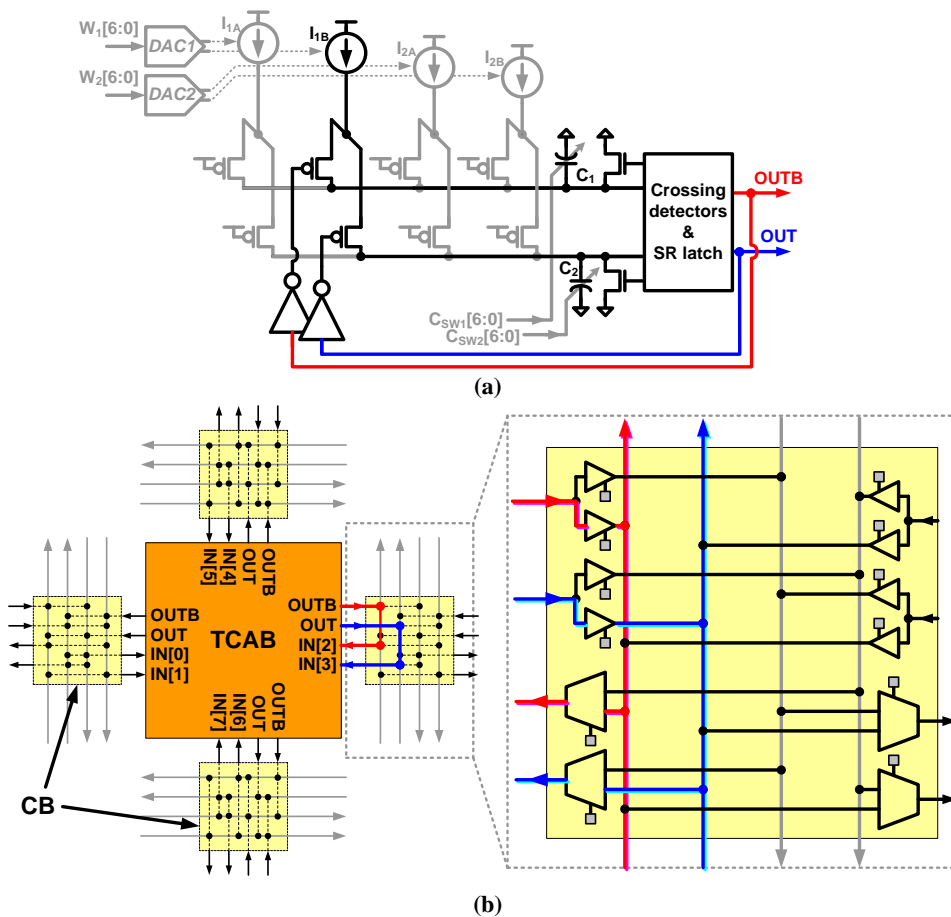 W1[6:0]
DAC1
I1A
I1B
W2[6:0]
DAC2
I2A
I2B
C1
Crossing
detectors
&
SR latch
OUTB
OUT
C2
CSW1[6:0]
CSW2[6:0]
(a)
IN[5]
IN[4]
OUT
OUTB
OUTB
OUT
IN[0]
IN[1]
TCAB
OUTB
OUT
IN[2]
IN[3]
IN[7]
IN[6]
OUT
OUTB
CB
(b)